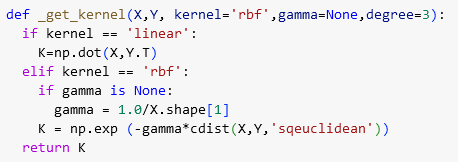 def _get_kernel(X,Y, kernel='rbf',gamma=None,degree=3):
  if kernel == 'linear':
    K=np.dot(X,Y.T)
  elif kernel == 'rbf':
    if gamma is None:
      gamma = 1.0/X.shape[1]
    K = np.exp (-gamma*cdist(X,Y,'sqeuclidean'))
  return K